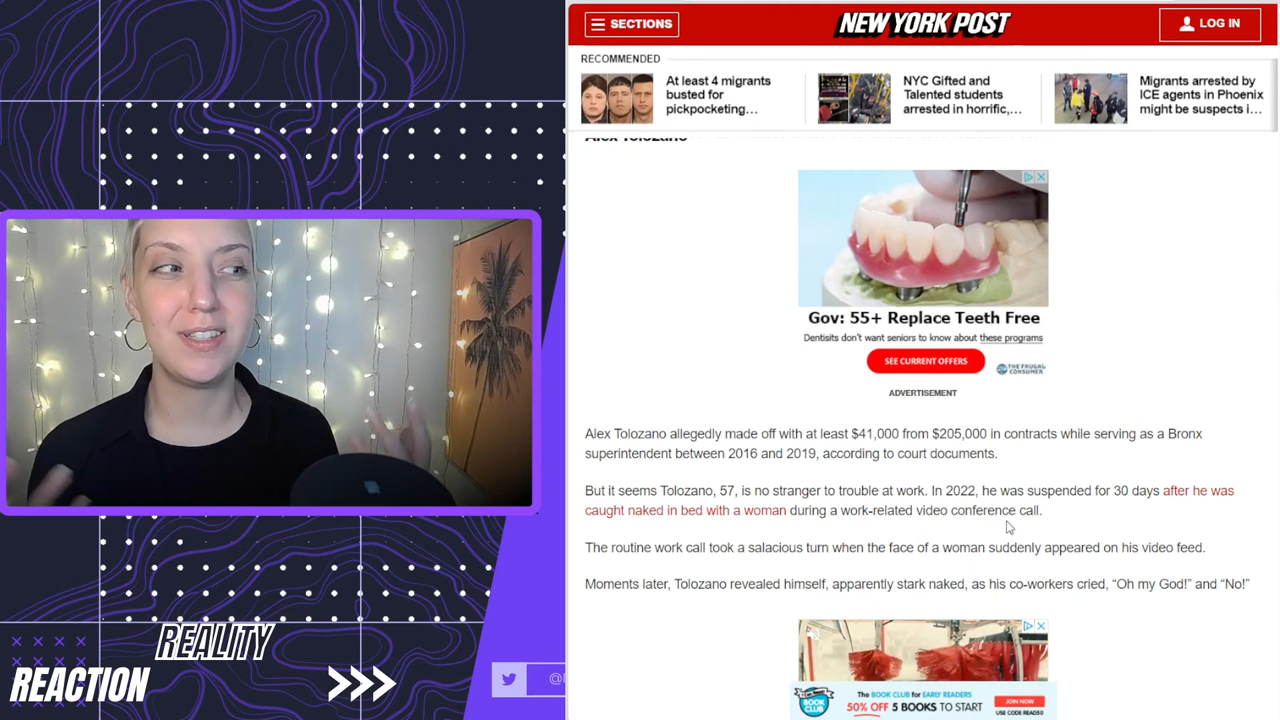 SECTIONS
NEW YORK POST
LOG IN
RECOMMENDED
At least 4 migrants
busted for
pickpocketing…
NYC Gifted and
Talented students
arrested in horrific,…
Migrants arrested by
ICE agents in Phoenix
might be suspects i…
Alex Tolozano
Gov: 55+ Replace Teeth Free
Dentisits don't want seniors to know about these programs
SEE CURRENT OFFERS
THE FRUGAL
CONSUMER
ADVERTISEMENT
Alex Tolozano allegedly made off with at least $41,000 from $205,000 in contracts while serving as a Bronx
superintendent between 2016 and 2019, according to court documents.
But it seems Tolozano, 57, is no stranger to trouble at work. In 2022, he was suspended for 30 days after he was
caught naked in bed with a woman during a work-related video conference call.
The routine work call took a salacious turn when the face of a woman suddenly appeared on his video feed.
Moments later, Tolozano revealed himself, apparently stark naked, as his co-workers cried, “Oh my God!” and “No!”
BOOK
CLUB
The BOOK CLUB for EARLY READERS
50% OFF 5 BOOKS TO START
JOIN NOW
USE CODE READ50
REALITY
REACTION
@